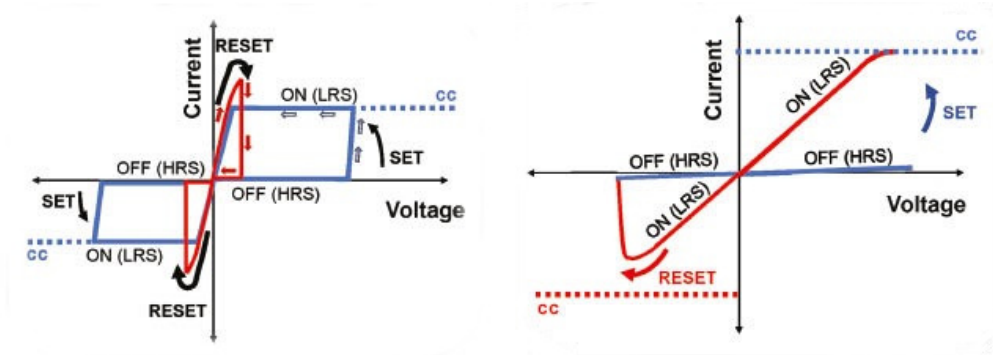 Current
RESET
ON (LRS)
CC
SET
OFF (HRS)
OFF (HRS)
Voltage
SET
CC
ON (LRS)
RESET
CC
Current
ON (LRS)
SET
OFF (HRS)
OFF (HRS)
Voltage
ON (LRS)
RESET
CC